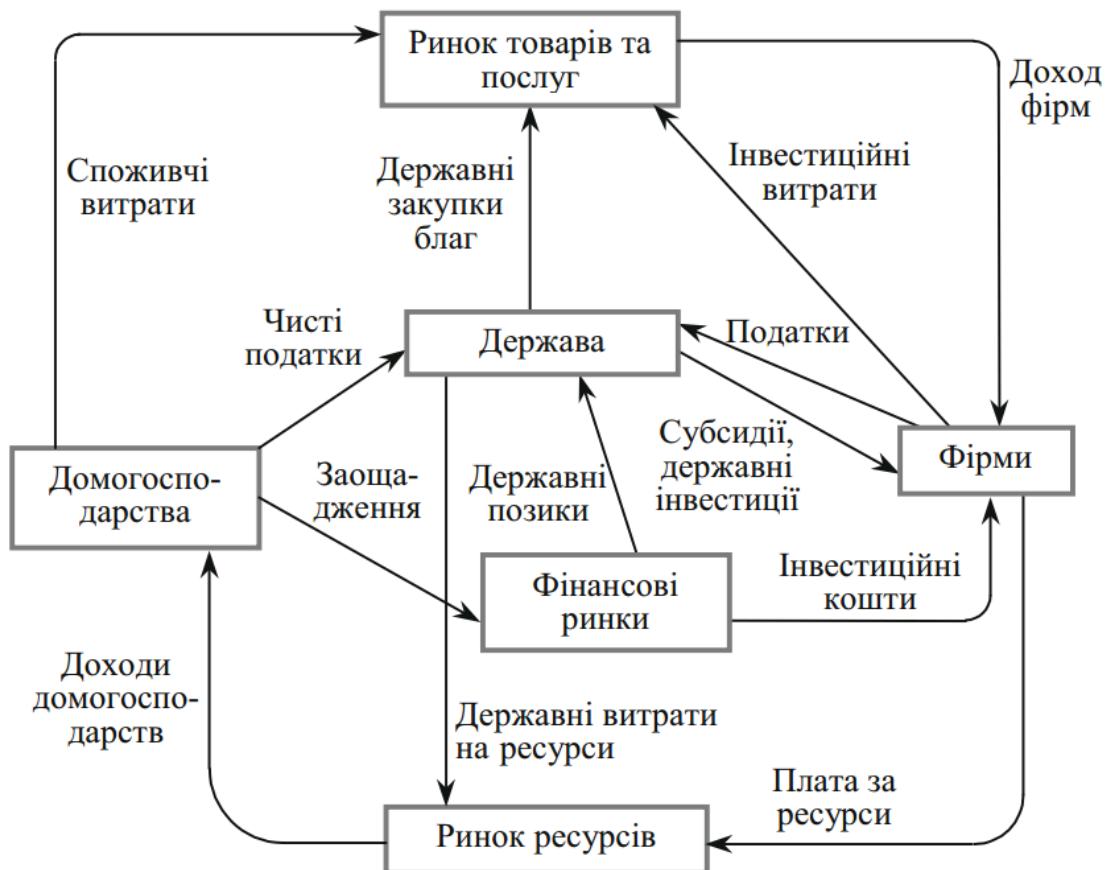 Ринок товарів та
послуг
Доход
фірм
Споживчі
витрати
Державні
закупки
благ
Інвестиційні
витрати
Чисті
податки
Держава
Податки
Домогоспо-
дарства
Заоща-
дження
Державні
позики
Субсидії,
державні
інвестиції
Фірми
Фінансові
ринки
Інвестиційні
кошти
Доходи
домогоспо-
дарств
Державні витрати
на ресурси
Плата за
ресурси
Ринок ресурсів